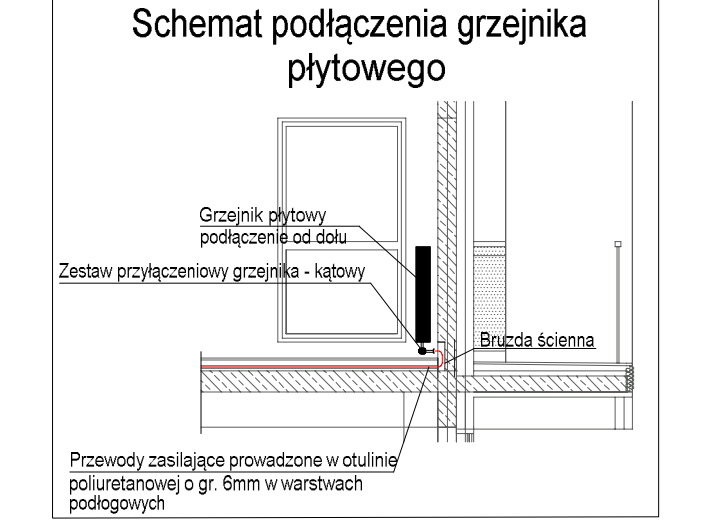 Schemat podłączenia grzejnika
płytowego
Grzejnik płytowy
podłączenie od dołu
Zestaw przyłączeniowy grzejnika - kątowy
Bruzda ścienna
Przewody zasilające prowadzone w otulinie
poliuretanowej o gr. 6mm w warstwach
podłogowych